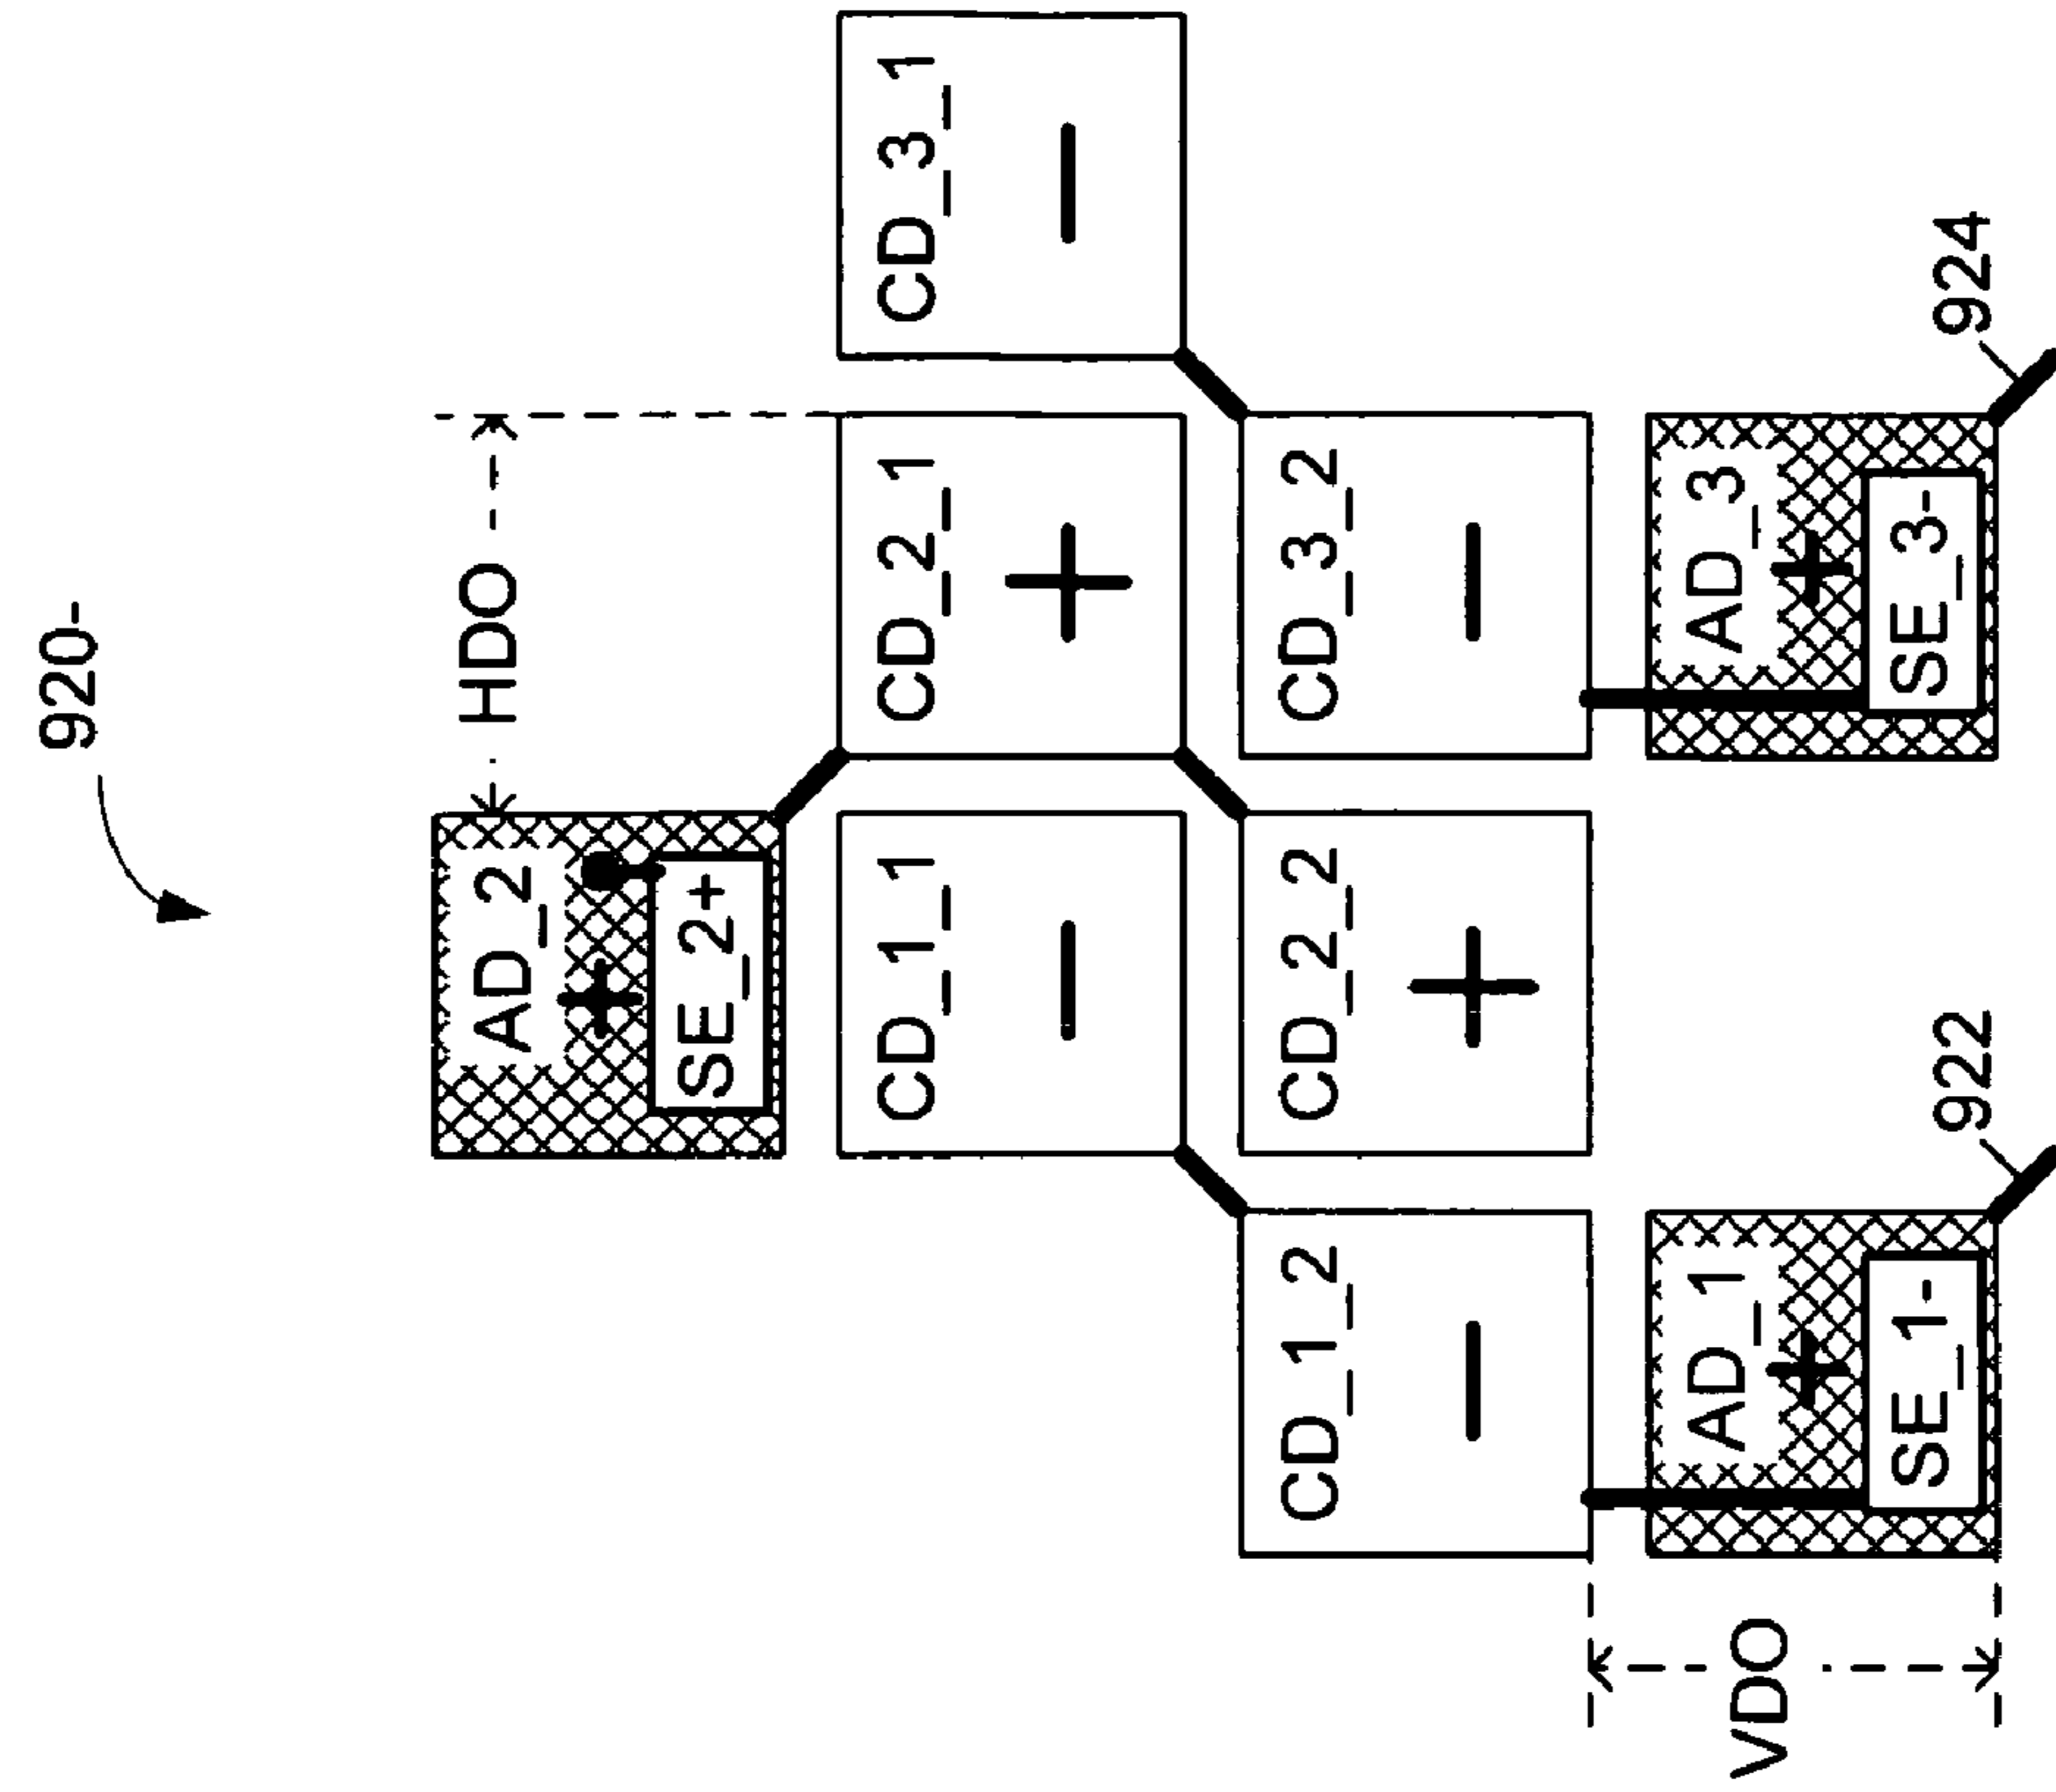 920-
AD_2
HDO
+
SE_2+
CD_1_1
CD_2_1
CD_3_1
−
+
−
CD_1_2
CD_2_2
CD_3_2
−
+
−
VDO
AD_1
AD_3
+
+
SE_1-
SE_3-
922
924